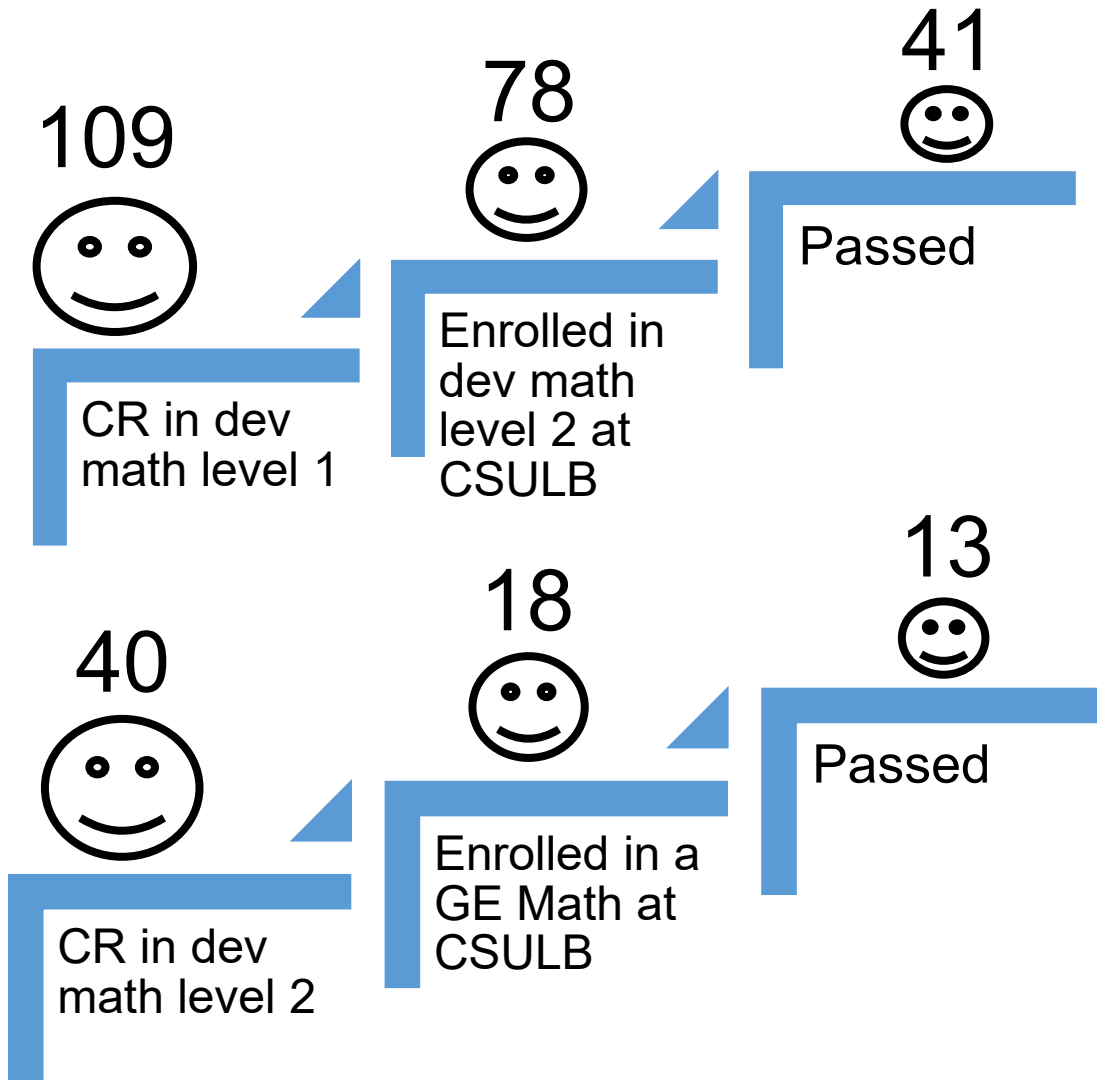 109
CR in dev
math level 1
78
Enrolled in
dev math
level 2 at
CSULB
41
Passed
40
CR in dev
math level 2
18
Enrolled in a
GE Math at
CSULB
13
Passed